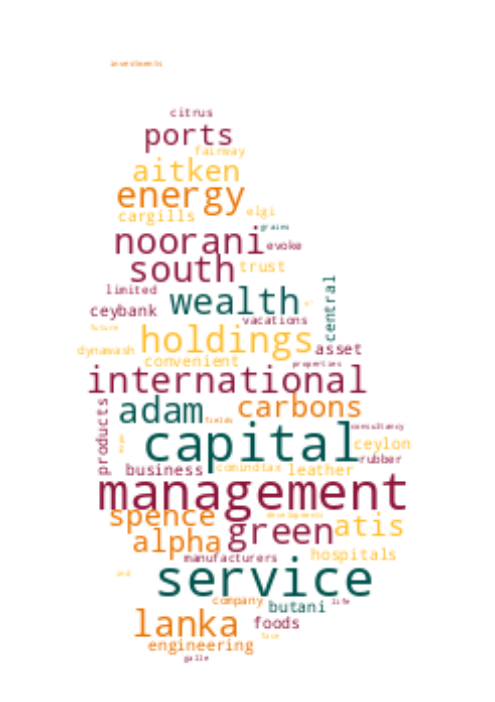 investments
citrus
ports
fairway
aitken
energy
cargills elgi
grains
noorani evoke
south trust
limited
wealth central
ceybank vacations
future
holdings asset
dynawash
convenient properties
international
products adam fields carbons
consultancy
capital ceylon
rubber
business comindtax leather
management
developments
spence green atis
alpha
manufacturers hospitals
and
service
company butani life
lanka foods
face
engineering
galle